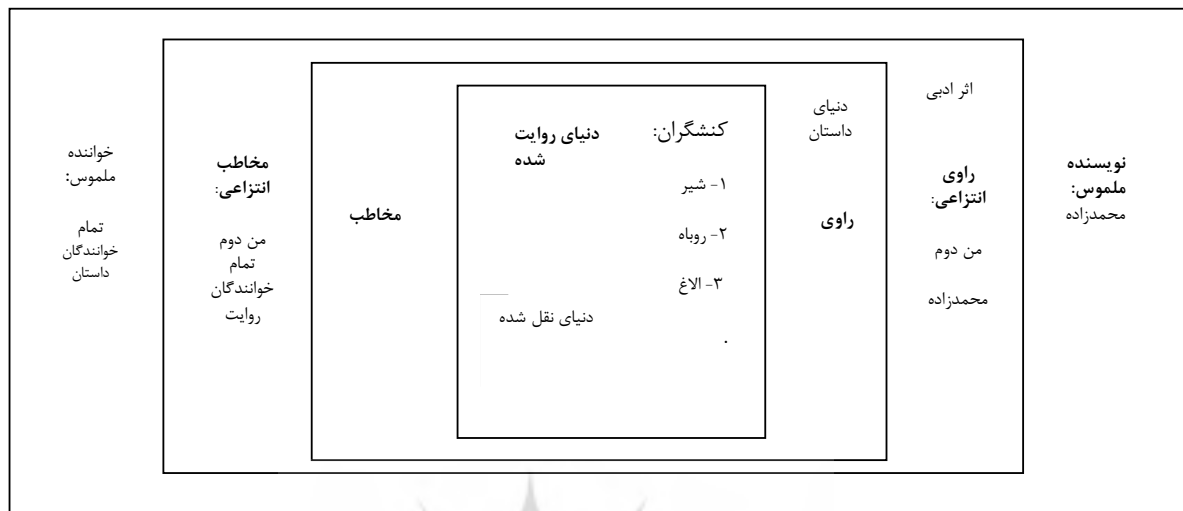 نویسنده
ملموس:
محمدزاده
اثر ادبی
راوی
انتزاعی:
من دوم
محمدزاده
دنیای
داستان
راوی
کنشگران:
۱- شیر
۲- روباه
۳- الاغ
.
دنیای روایت
شده
دنیای نقل شده
مخاطب
مخاطب
انتزاعی:
من دوم
تمام
خوانندگان
روایت
خواننده
ملموس:
تمام
خوانندگان
داستان